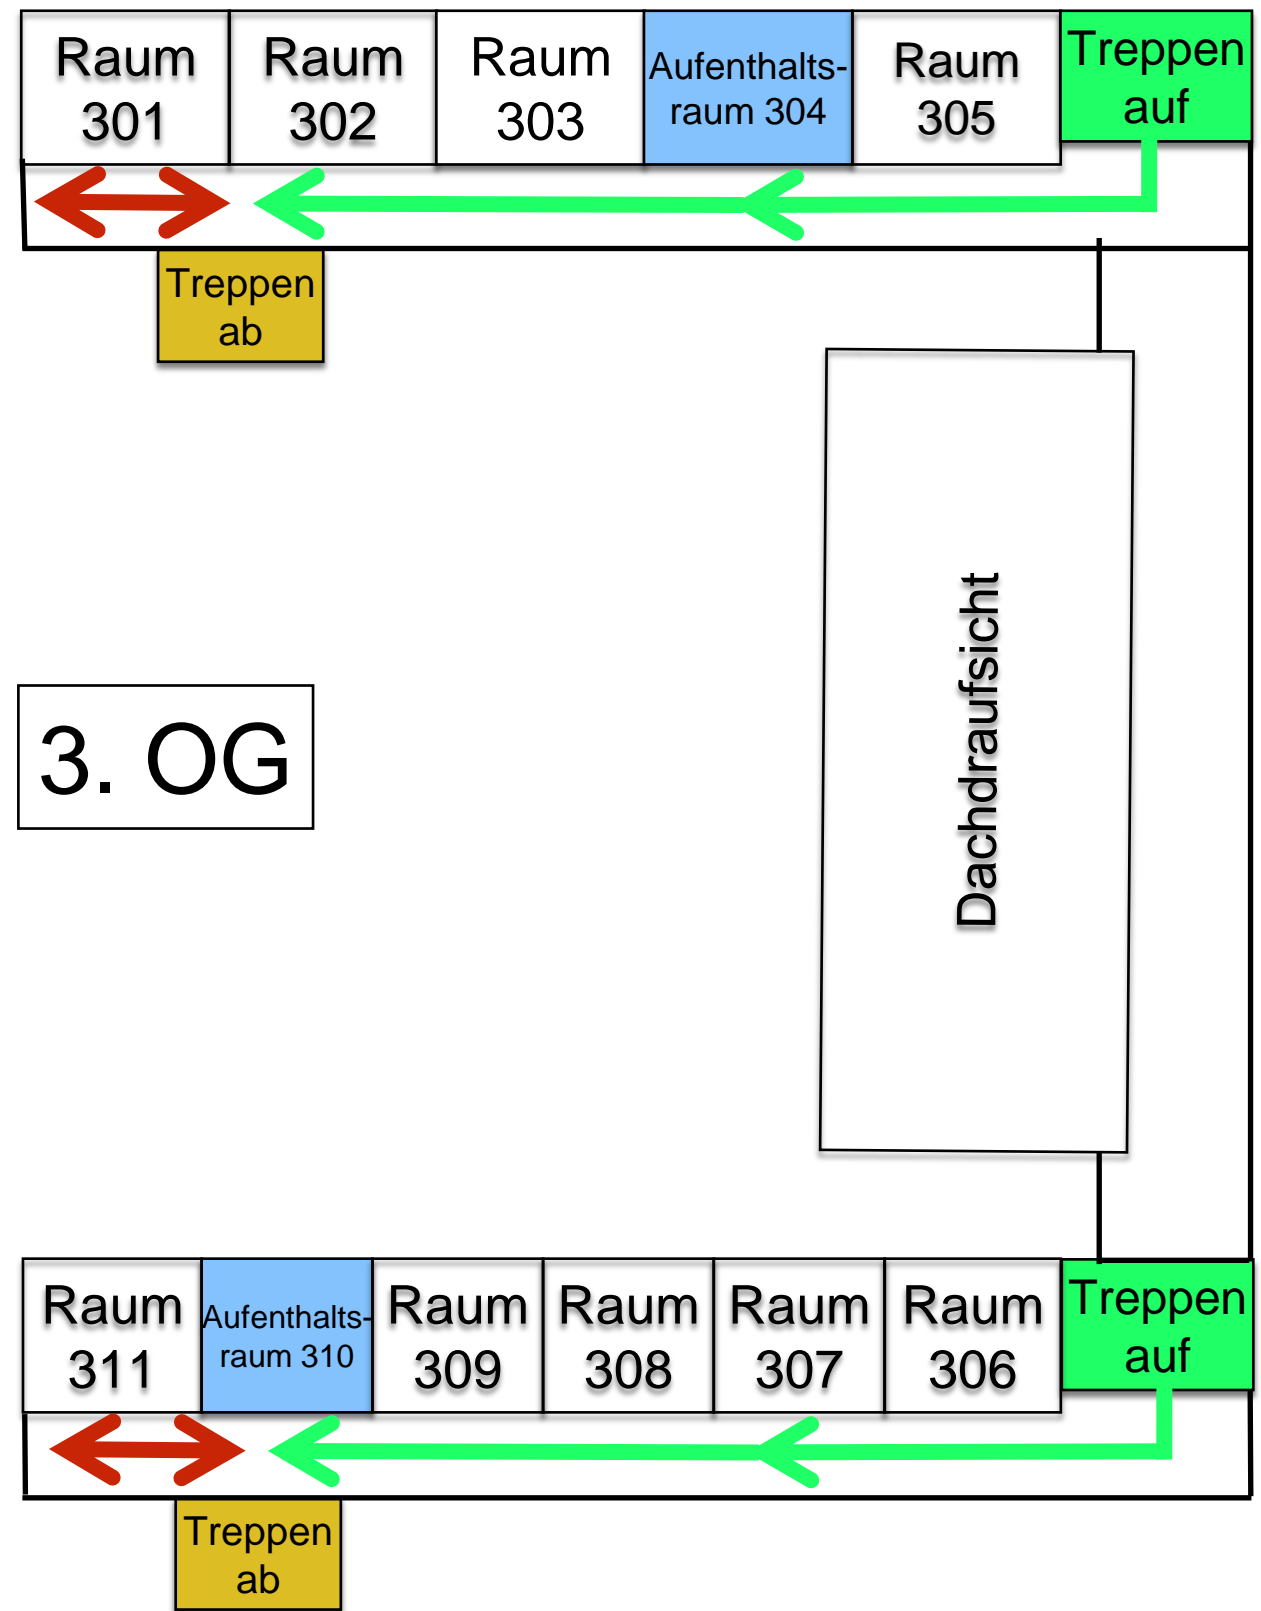 Raum
301
Raum
302
Raum
303
Aufenthalts-
raum 304
Raum
305
Treppen
auf
Treppen
ab
Dachdraufsicht
3. OG
Raum
311
Aufenthalts-
raum 310
Raum
309
Raum
308
Raum
307
Raum
306
Treppen
auf
Treppen
ab